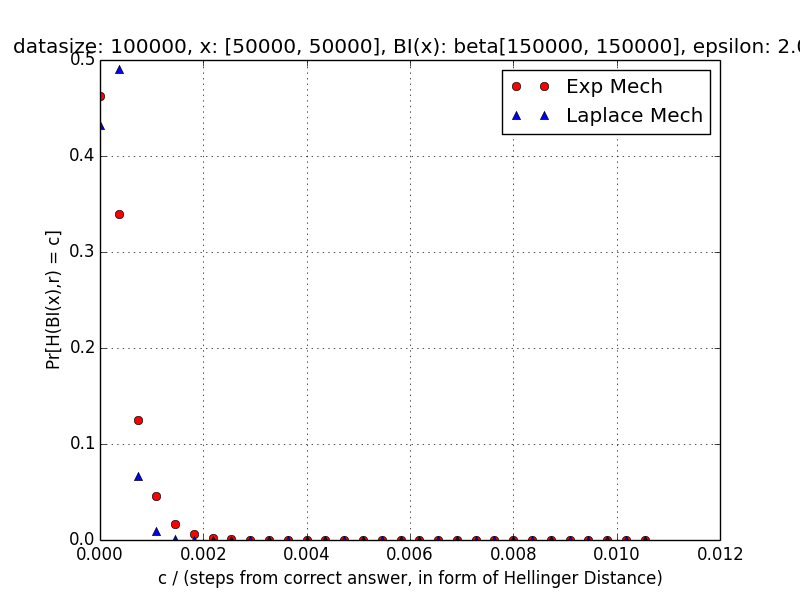 datasize: 100000, x: [50000, 50000], BI(x): beta[150000, 150000], epsilon: 2.0
Exp Mech
Laplace Mech
Pr[H(BI(x),r) = c]
0.5
0.4
0.3
0.2
0.1
0.0
0.000 0.002 0.004 0.006 0.008 0.010 0.012
c / (steps from correct answer, in form of Hellinger Distance)